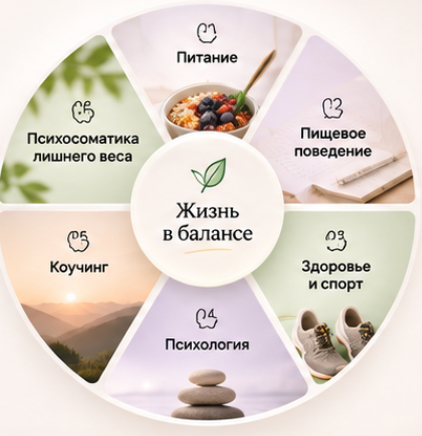 Питание
Пищевое
поведение
Здоровье
и спорт
Психология
Коучинг
Психосоматика
лишнего веса
Жизнь
в балансе